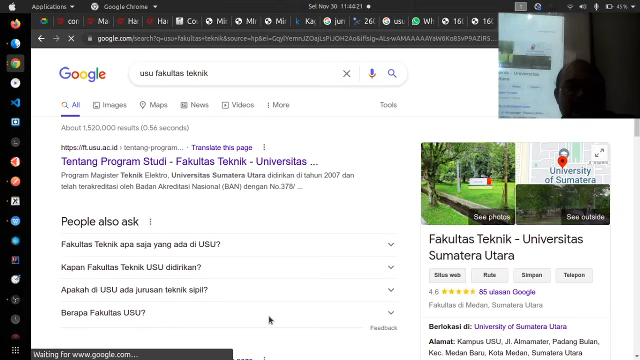 Applications
Google Chrome
Sel Nov 30 11:44:21
45 %
google.com/search?q=usu+fakultas+teknik&source=hp&ei=
Google
usu fakultas teknik
All
Images
Maps
News
Videos
More
Tools
About 1,520,000 results (0.56 seconds)
https://ft.usu.ac.id › tentang-program... Translate this page
Tentang Program Studi - Fakultas Teknik - Universitas ...
Program Magister Teknik Elektro, Universitas Sumatera Utara didirikan di tahun 2007 dan
telah terakreditasi oleh Badan Akreditasi Nasional (BAN) dengan No.378/ ...
People also ask
Fakultas Teknik apa saja yang ada di USU?
Kapan Fakultas Teknik USU didirikan?
Apakah di USU ada jurusan teknik sipil?
Berapa Fakultas USU?
Feedback
University
of Sumatera
See photos
See outside
Fakultas Teknik - Universitas
Sumatera Utara
Situs web
Rute
Simpan
Telepon
4.6
85 ulasan Google
Fakultas di Medan, Sumatera Utara
Berlokasi di: University of Sumatera Utara
Alamat: Kampus USU, Jl. Almamater, Padang Bulan,
Kec. Medan Baru, Kota Medan, Sumatera Utara
Waiting for www.google.com...